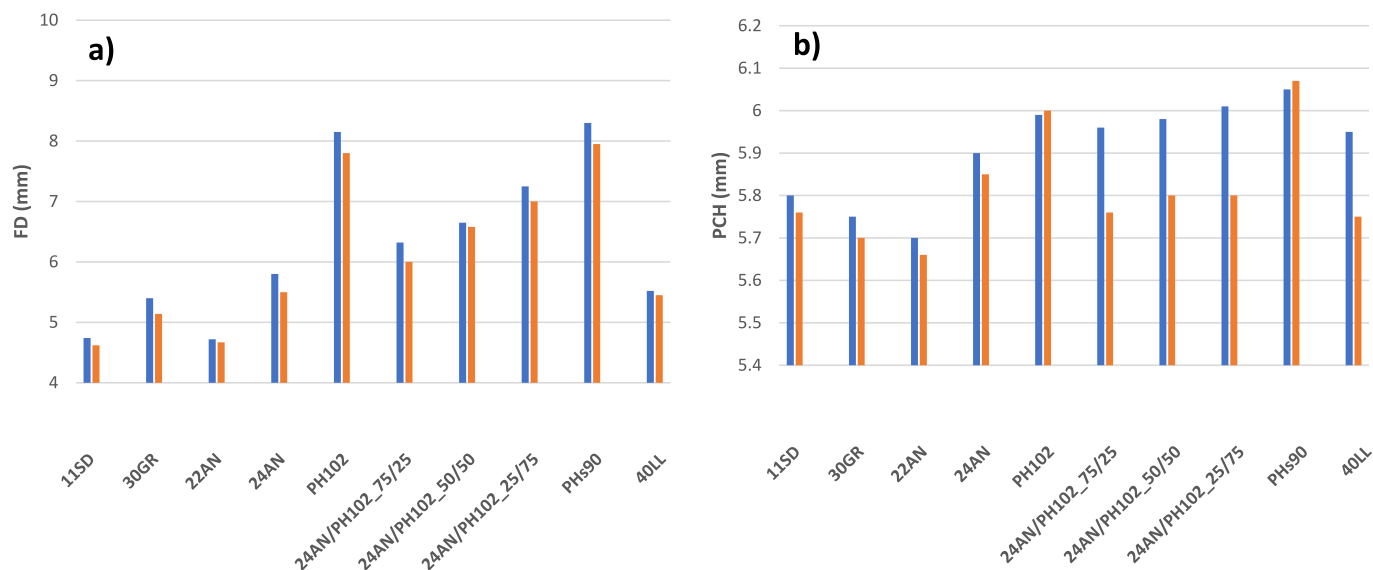 a)
FD (mm)
10
9
8
7
6
5
4
11SD
30GR
22AN
24AN
PH102
24AN/PH102_75/25
24AN/PH102_50/50
24AN/PH102_25/75
PHs90
40LL
b)
PCH (mm)
6.2
6.1
6
5.9
5.8
5.7
5.6
5.5
5.4
11SD
30GR
22AN
24AN
PH102
24AN/PH102_75/25
24AN/PH102_50/50
24AN/PH102_25/75
PHs90
40LL